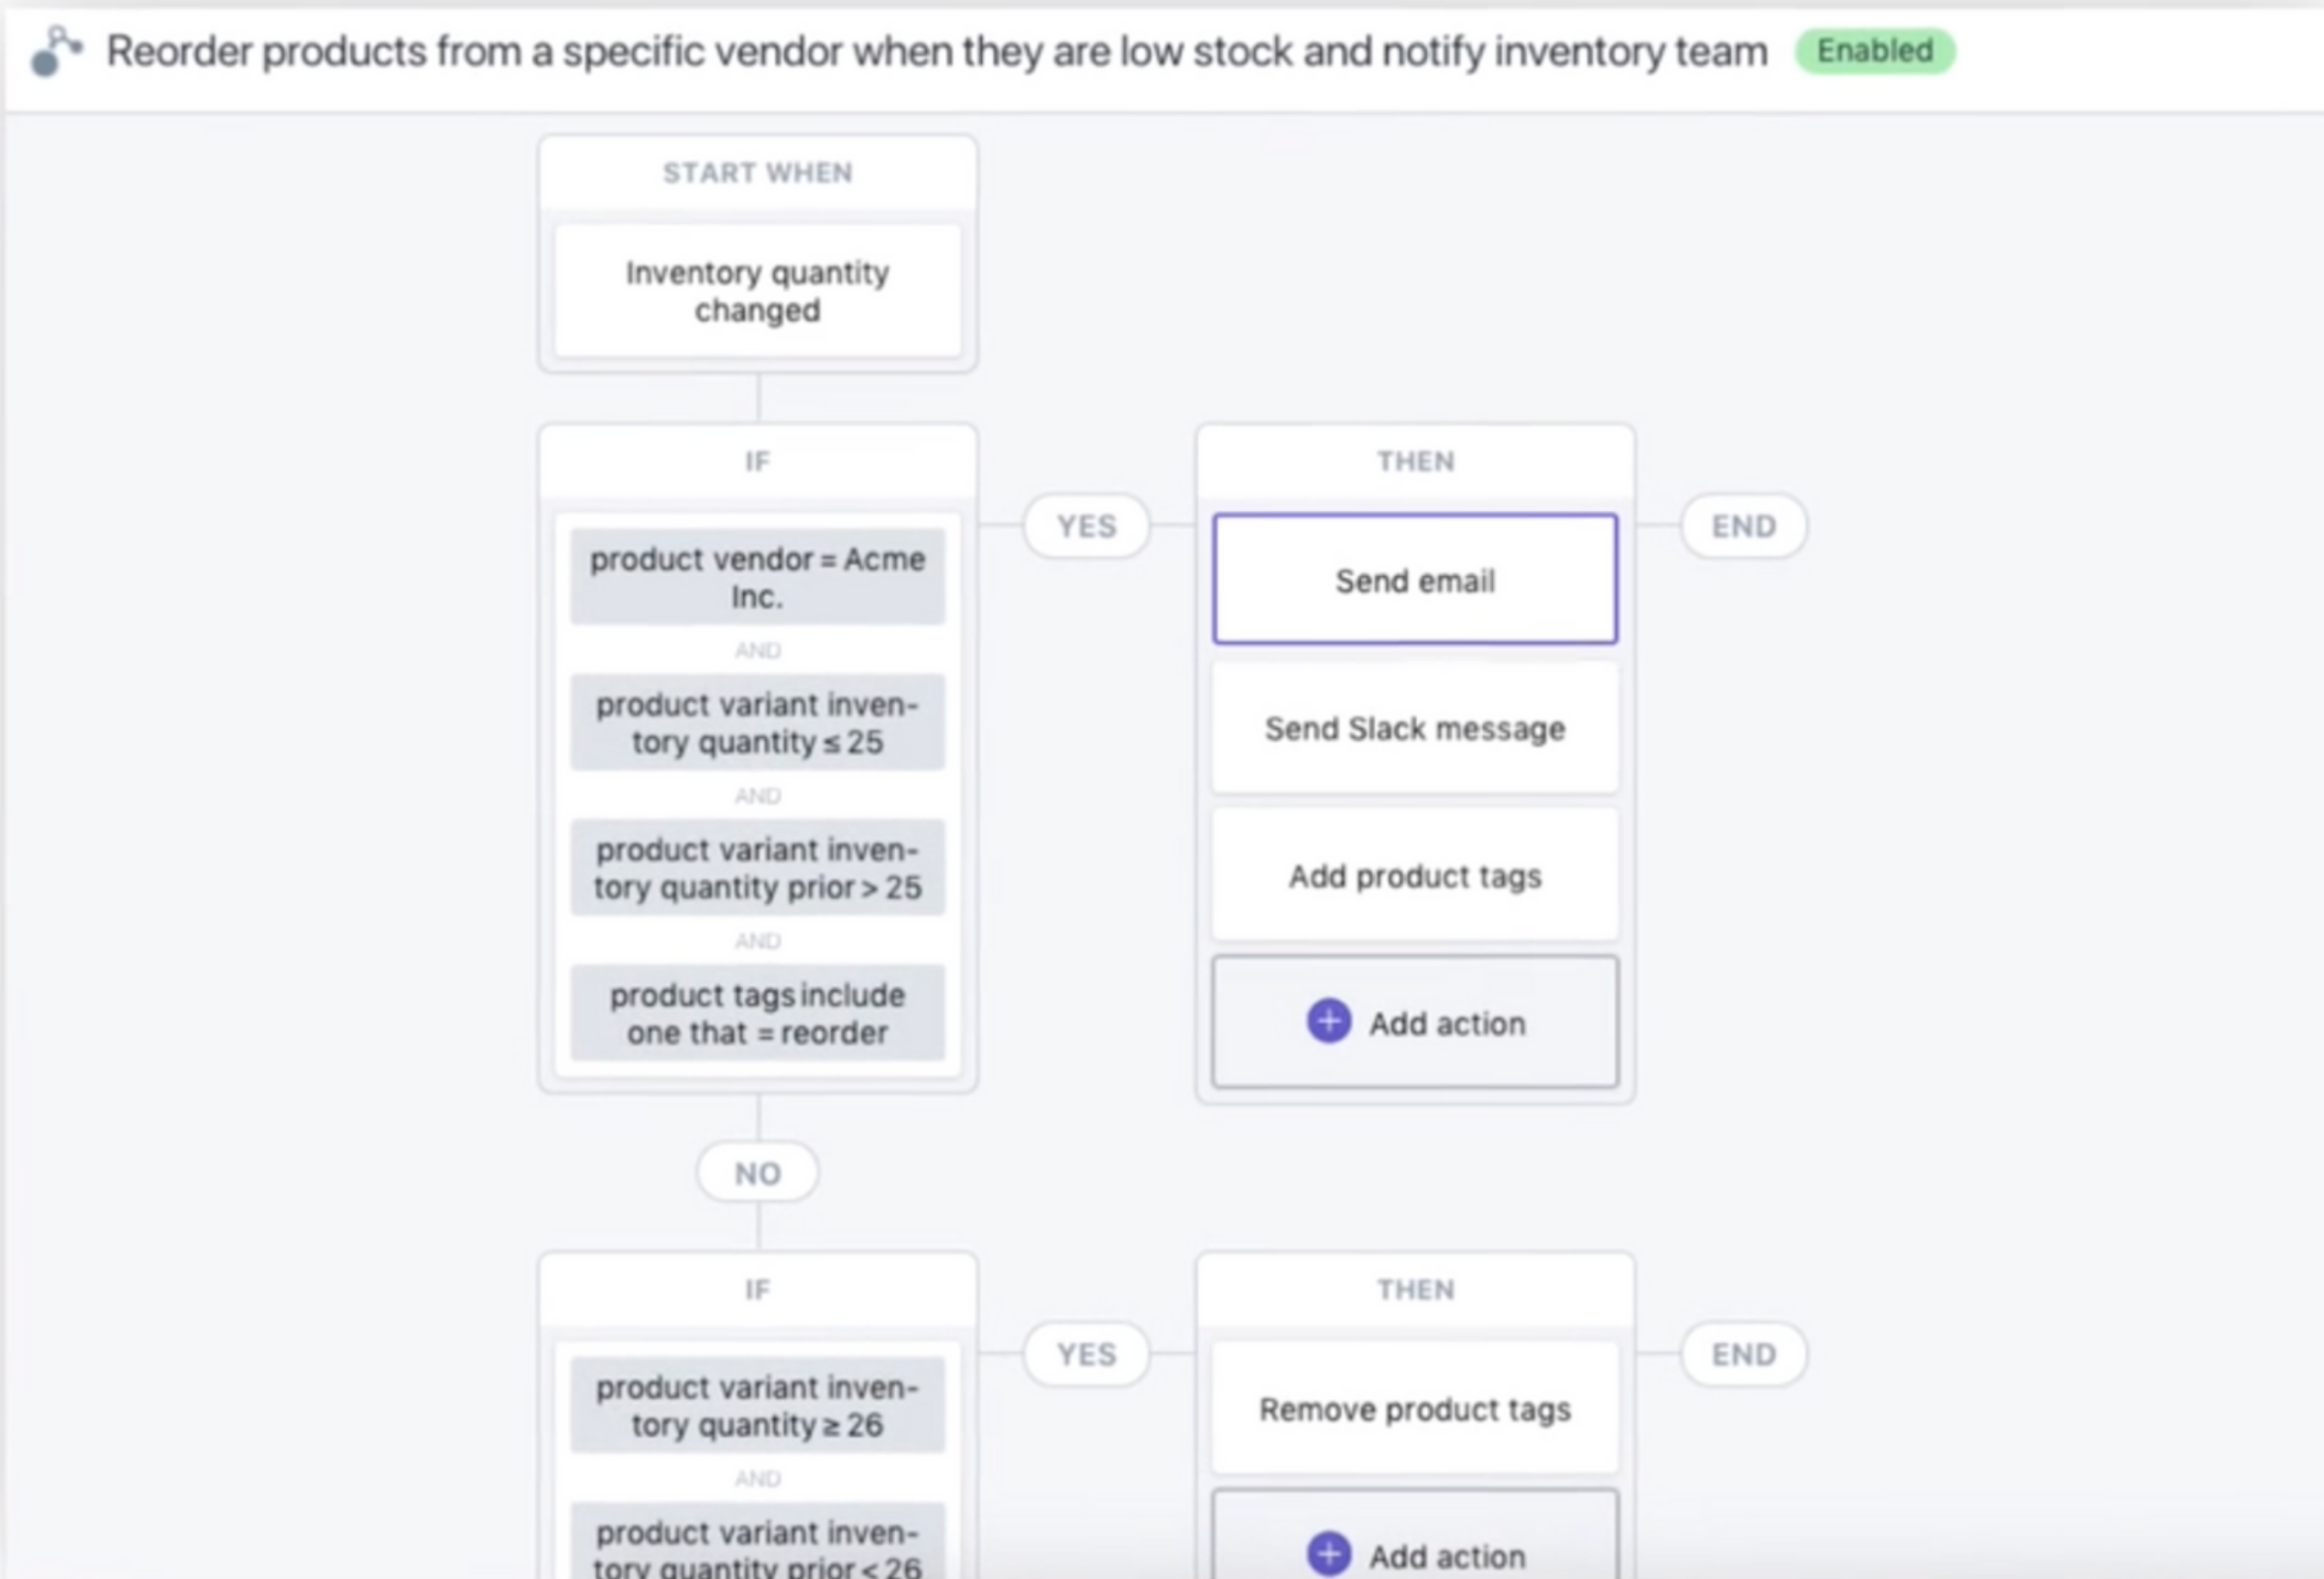 Reorder products from a specific vendor when they are low stock and notify inventory team Enabled
START WHEN
Inventory quantity
changed
IF
product vendor = Acme
Inc.
AND
product variant inven-
tory quantity ≤ 25
AND
product variant inven-
tory quantity prior > 25
AND
product tags include
one that = reorder
YES
THEN
Send email
Send Slack message
Add product tags
Add action
END
NO
IF
product variant inven-
tory quantity ≥ 26
AND
product variant inven-
tory quantity prior < 26
YES
THEN
Remove product tags
Add action
END